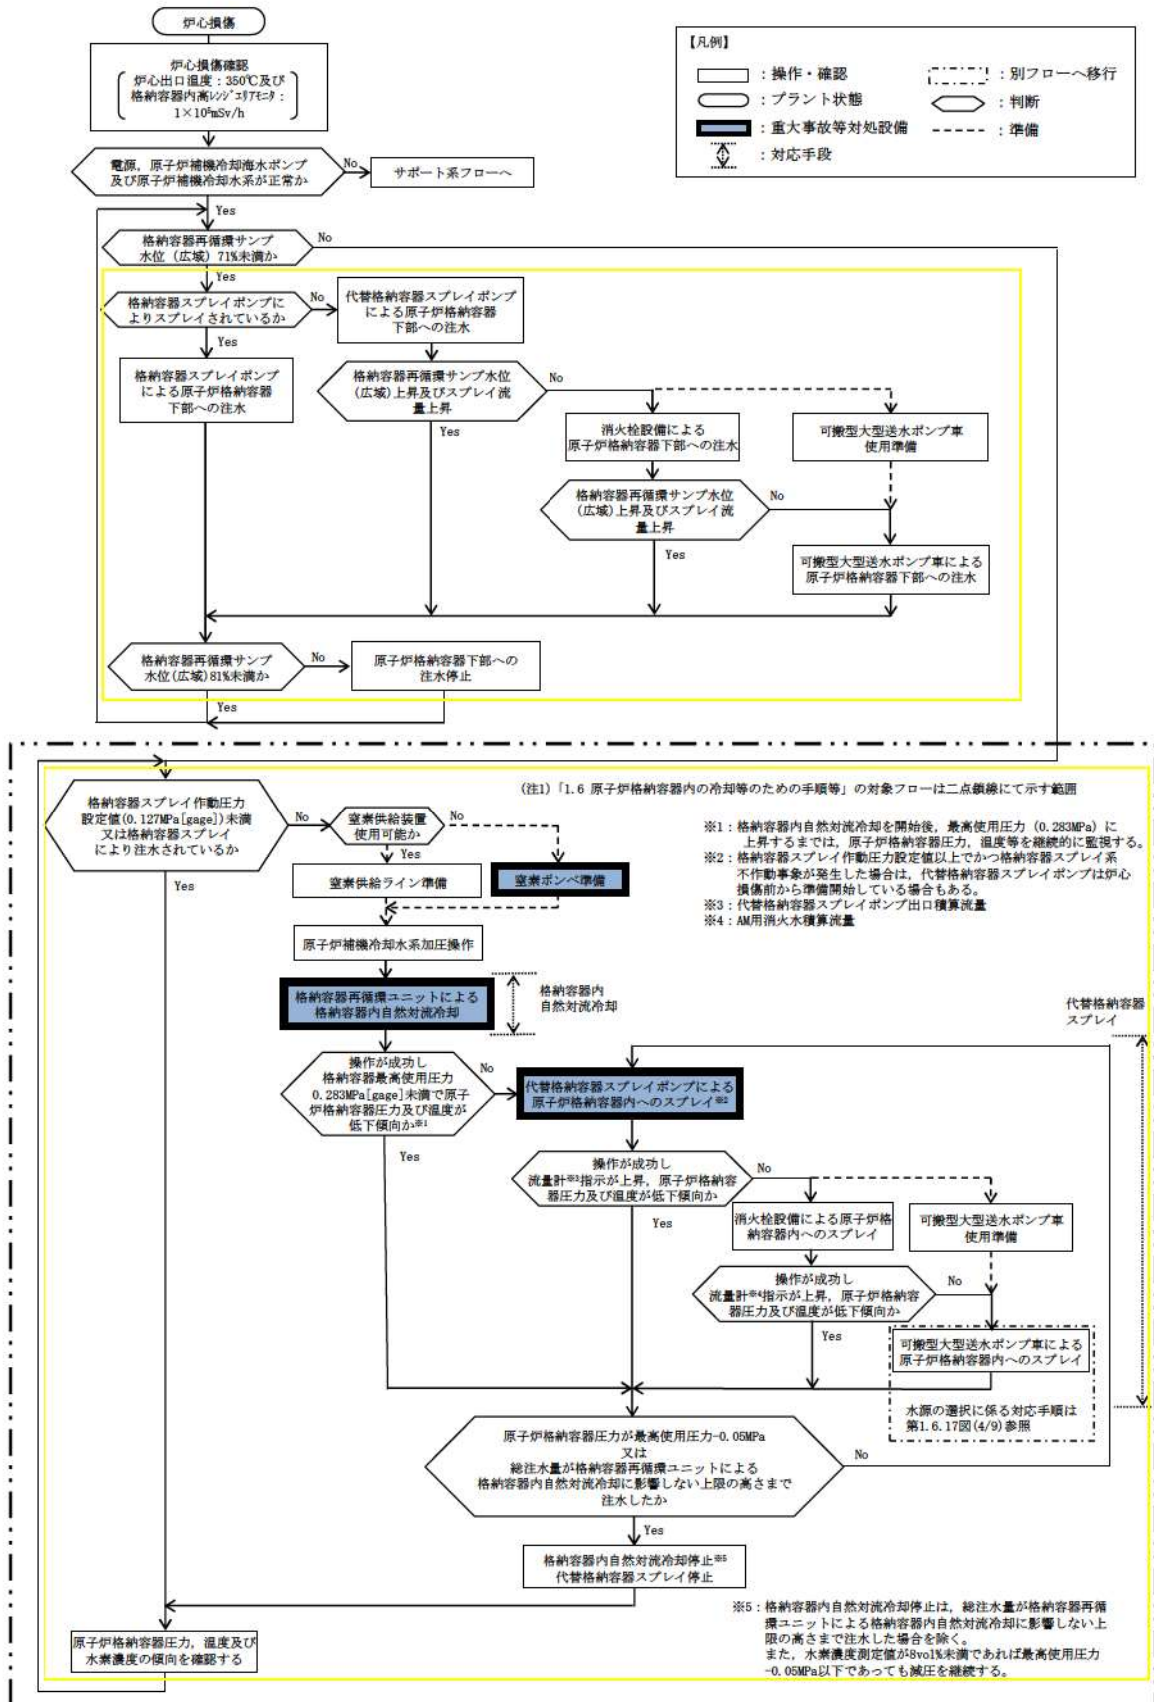 炉心損傷
炉心損傷確認
炉心出口温度：350℃及び
格納容器内高レンジエリアモニタ：
1×10⁵mSv/h
【凡例】
：操作・確認
：別フローへ移行
：プラント状態
：判断
：重大事故等対処設備
：準備
：対応手段
電源，原子炉補機冷却海水ポンプ
及び原子炉補機冷却水系が正常か
No
サポート系フローへ
Yes
格納容器再循環サンプ
水位（広域）71%未満か
No
Yes
格納容器スプレイポンプに
よりスプレイされているか
No
代替格納容器スプレイポンプ
による原子炉格納容器
下部への注水
Yes
格納容器スプレイポンプ
による原子炉格納容器
下部への注水
格納容器再循環サンプ水位
(広域)上昇及びスプレイ流
量上昇
No
Yes
消火栓設備による
原子炉格納容器下部への注水
可搬型大型送水ポンプ車
使用準備
格納容器再循環サンプ水位
(広域)上昇及びスプレイ流
量上昇
No
Yes
可搬型大型送水ポンプ車による
原子炉格納容器下部への注水
格納容器再循環サンプ
水位(広域)81%未満か
No
原子炉格納容器下部への
注水停止
Yes
(注1)「1.6 原子炉格納容器内の冷却等のための手順等」の対象フローは二点鎖線にて示す範囲
格納容器スプレイ作動圧力
設定値(0.127MPa[gage])未満
又は格納容器スプレイ
により注水されているか
No
窒素供給装置
使用可能か
No
Yes
Yes
窒素供給ライン準備
窒素ボンベ準備
※1：格納容器内自然対流冷却を開始後，最高使用圧力（0.283MPa）に
上昇するまでは，原子炉格納容器圧力，温度等を継続的に監視する。
※2：格納容器スプレイ作動圧力設定値以上でかつ格納容器スプレイ系
不作動事象が発生した場合は，代替格納容器スプレイポンプは炉心
損傷前から準備開始している場合もある。
※3：代替格納容器スプレイポンプ出口積算流量
※4：AM用消火水積算流量
原子炉補機冷却水系加圧操作
格納容器再循環ユニットによる
格納容器内自然対流冷却
格納容器内
自然対流冷却
代替格納容器
スプレイ
操作が成功し
格納容器最高使用圧力
0.283MPa[gage]未満で原子
炉格納容器圧力及び温度が
低下傾向か※1
No
Yes
代替格納容器スプレイポンプによる
原子炉格納容器内へのスプレイ※2
操作が成功し
流量計※3指示が上昇，原子炉格納容
器圧力及び温度が低下傾向か
No
Yes
消火栓設備による原子炉格
納容器内へのスプレイ
可搬型大型送水ポンプ車
使用準備
操作が成功し
流量計※4指示が上昇，原子炉格納容
器圧力及び温度が低下傾向か
No
Yes
可搬型大型送水ポンプ車による
原子炉格納容器内へのスプレイ
水源の選択に係る対応手順は
第1.6.17図(4/9)参照
原子炉格納容器圧力が最高使用圧力-0.05MPa
又は
総注水量が格納容器再循環ユニットによる
格納容器内自然対流冷却に影響しない上限の高さまで
注水したか
No
Yes
格納容器内自然対流冷却停止※5
代替格納容器スプレイ停止
※5：格納容器内自然対流冷却停止は，総注水量が格納容器再循
環ユニットによる格納容器内自然対流冷却に影響しない上
限の高さまで注水した場合を除く。
また，水素濃度測定値が8vol%未満であれば最高使用圧力
-0.05MPa以下であっても減圧を継続する。
原子炉格納容器圧力，温度及び
水素濃度の傾向を確認する